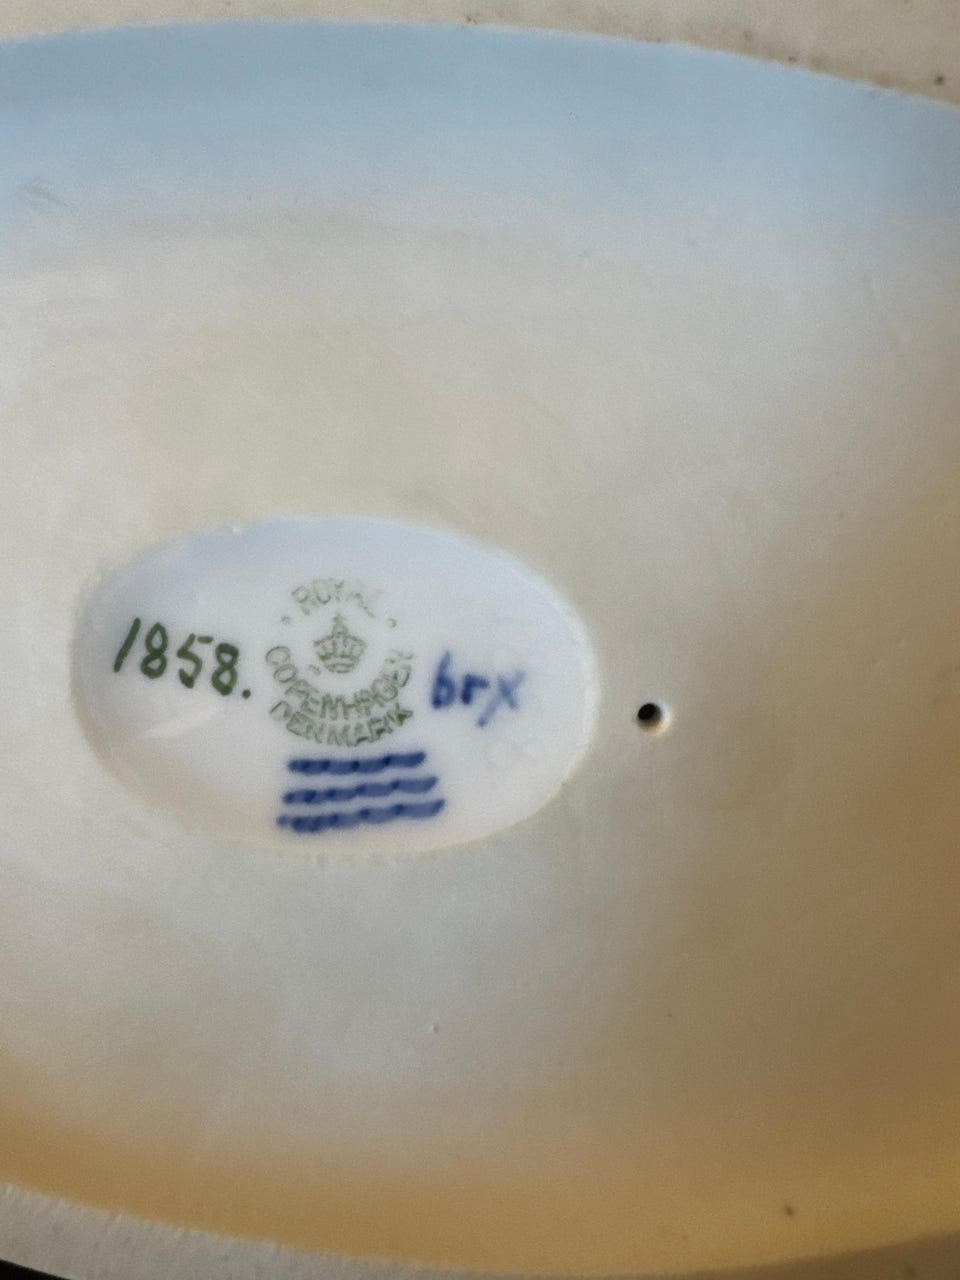 1858.
ROYAL
COPENHAGEN
DENMARK
brx